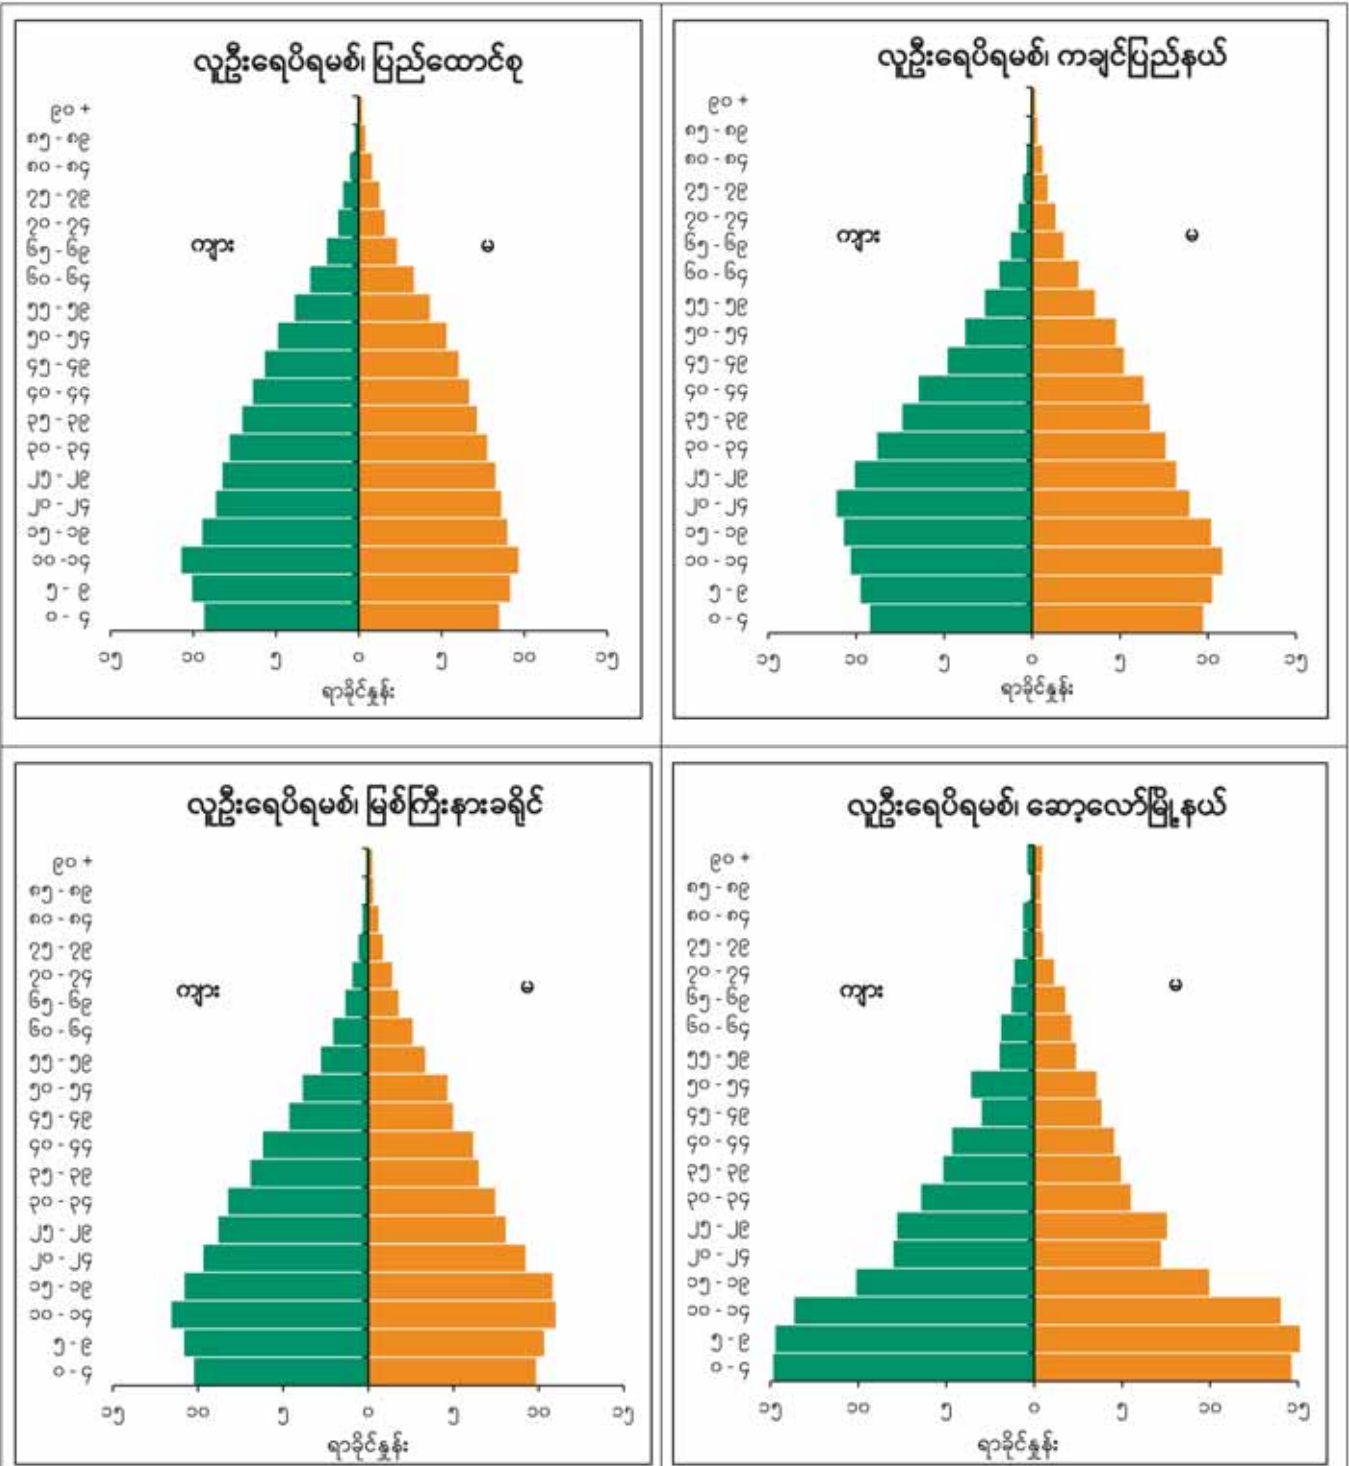 လူဦးရေပိရမစ်၊ ပြည်ထောင်စု
၉၀ +
၈၅ - ၈၉
၈၀ - ၈၄
၇၅ - ၇၉
၇၀ - ၇၄
၆၅ - ၆၉
၆၀ - ၆၄
၅၅ - ၅၉
၅၀ - ၅၄
၄၅ - ၄၉
၄၀ - ၄၄
၃၅ - ၃၉
၃၀ - ၃၄
၂၅ - ၂၉
၂၀ - ၂၄
၁၅ - ၁၉
၁၀ -၁၄
၅ - ၉
၀ - ၄
ကျား မ
၁၅ ၁၀ ၅ ၀ ၅ ၁၀ ၁၅
ရာခိုင်နှုန်း
လူဦးရေပိရမစ်၊ ကချင်ပြည်နယ်
၉၀ +
၈၅ - ၈၉
၈၀ - ၈၄
၇၅ - ၇၉
၇၀ - ၇၄
၆၅ - ၆၉
၆၀ - ၆၄
၅၅ - ၅၉
၅၀ - ၅၄
၄၅ - ၄၉
၄၀ - ၄၄
၃၅ - ၃၉
၃၀ - ၃၄
၂၅ - ၂၉
၂၀ - ၂၄
၁၅ - ၁၉
၁၀ - ၁၄
၅ - ၉
၀ - ၄
ကျား မ
၁၅ ၁၀ ၅ ၀ ၅ ၁၀ ၁၅
ရာခိုင်နှုန်း
လူဦးရေပိရမစ်၊ မြစ်ကြီးနားခရိုင်
၉၀ +
၈၅ - ၈၉
၈၀ - ၈၄
၇၅ - ၇၉
၇၀ - ၇၄
၆၅ - ၆၉
၆၀ - ၆၄
၅၅ - ၅၉
၅၀ - ၅၄
၄၅ - ၄၉
၄၀ - ၄၄
၃၅ - ၃၉
၃၀ - ၃၄
၂၅ - ၂၉
၂၀ - ၂၄
၁၅ - ၁၉
၁၀ - ၁၄
၅ - ၉
၀ - ၄
ကျား မ
၁၅ ၁၀ ၅ ၀ ၅ ၁၀ ၁၅
ရာခိုင်နှုန်း
လူဦးရေပိရမစ်၊ ဆော့လော်မြို့နယ်
၉၀ +
၈၅ - ၈၉
၈၀ - ၈၄
၇၅ - ၇၉
၇၀ - ၇၄
၆၅ - ၆၉
၆၀ - ၆၄
၅၅ - ၅၉
၅၀ - ၅၄
၄၅ - ၄၉
၄၀ - ၄၄
၃၅ - ၃၉
၃၀ - ၃၄
၂၅ - ၂၉
၂၀ - ၂၄
၁၅ - ၁၉
၁၀ - ၁၄
၅ - ၉
၀ - ၄
ကျား မ
၁၅ ၁၀ ၅ ၀ ၅ ၁၀ ၁၅
ရာခိုင်နှုန်း